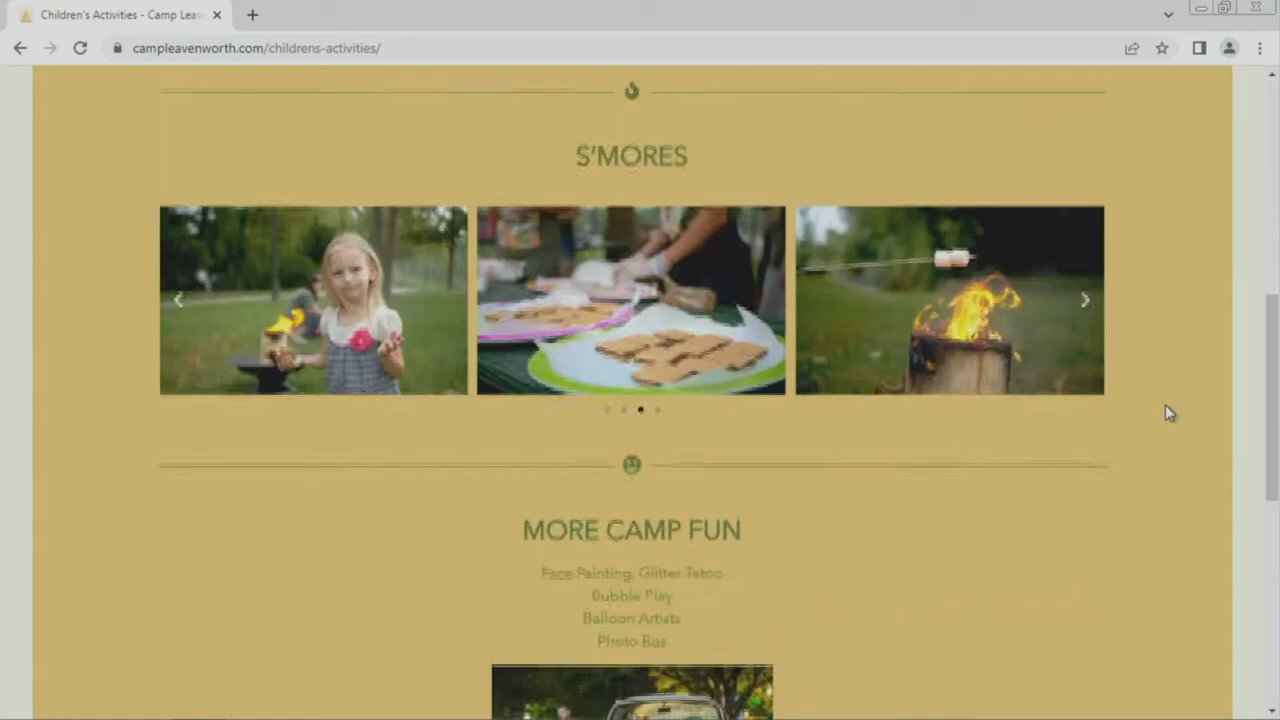 Children's Activities - Camp Leav
campleavenworth.com/childrens-activities/
S'MORES
MORE CAMP FUN
Face Painting, Glitter Tatoo
Bubble Play
Balloon Artists
Photo Bus